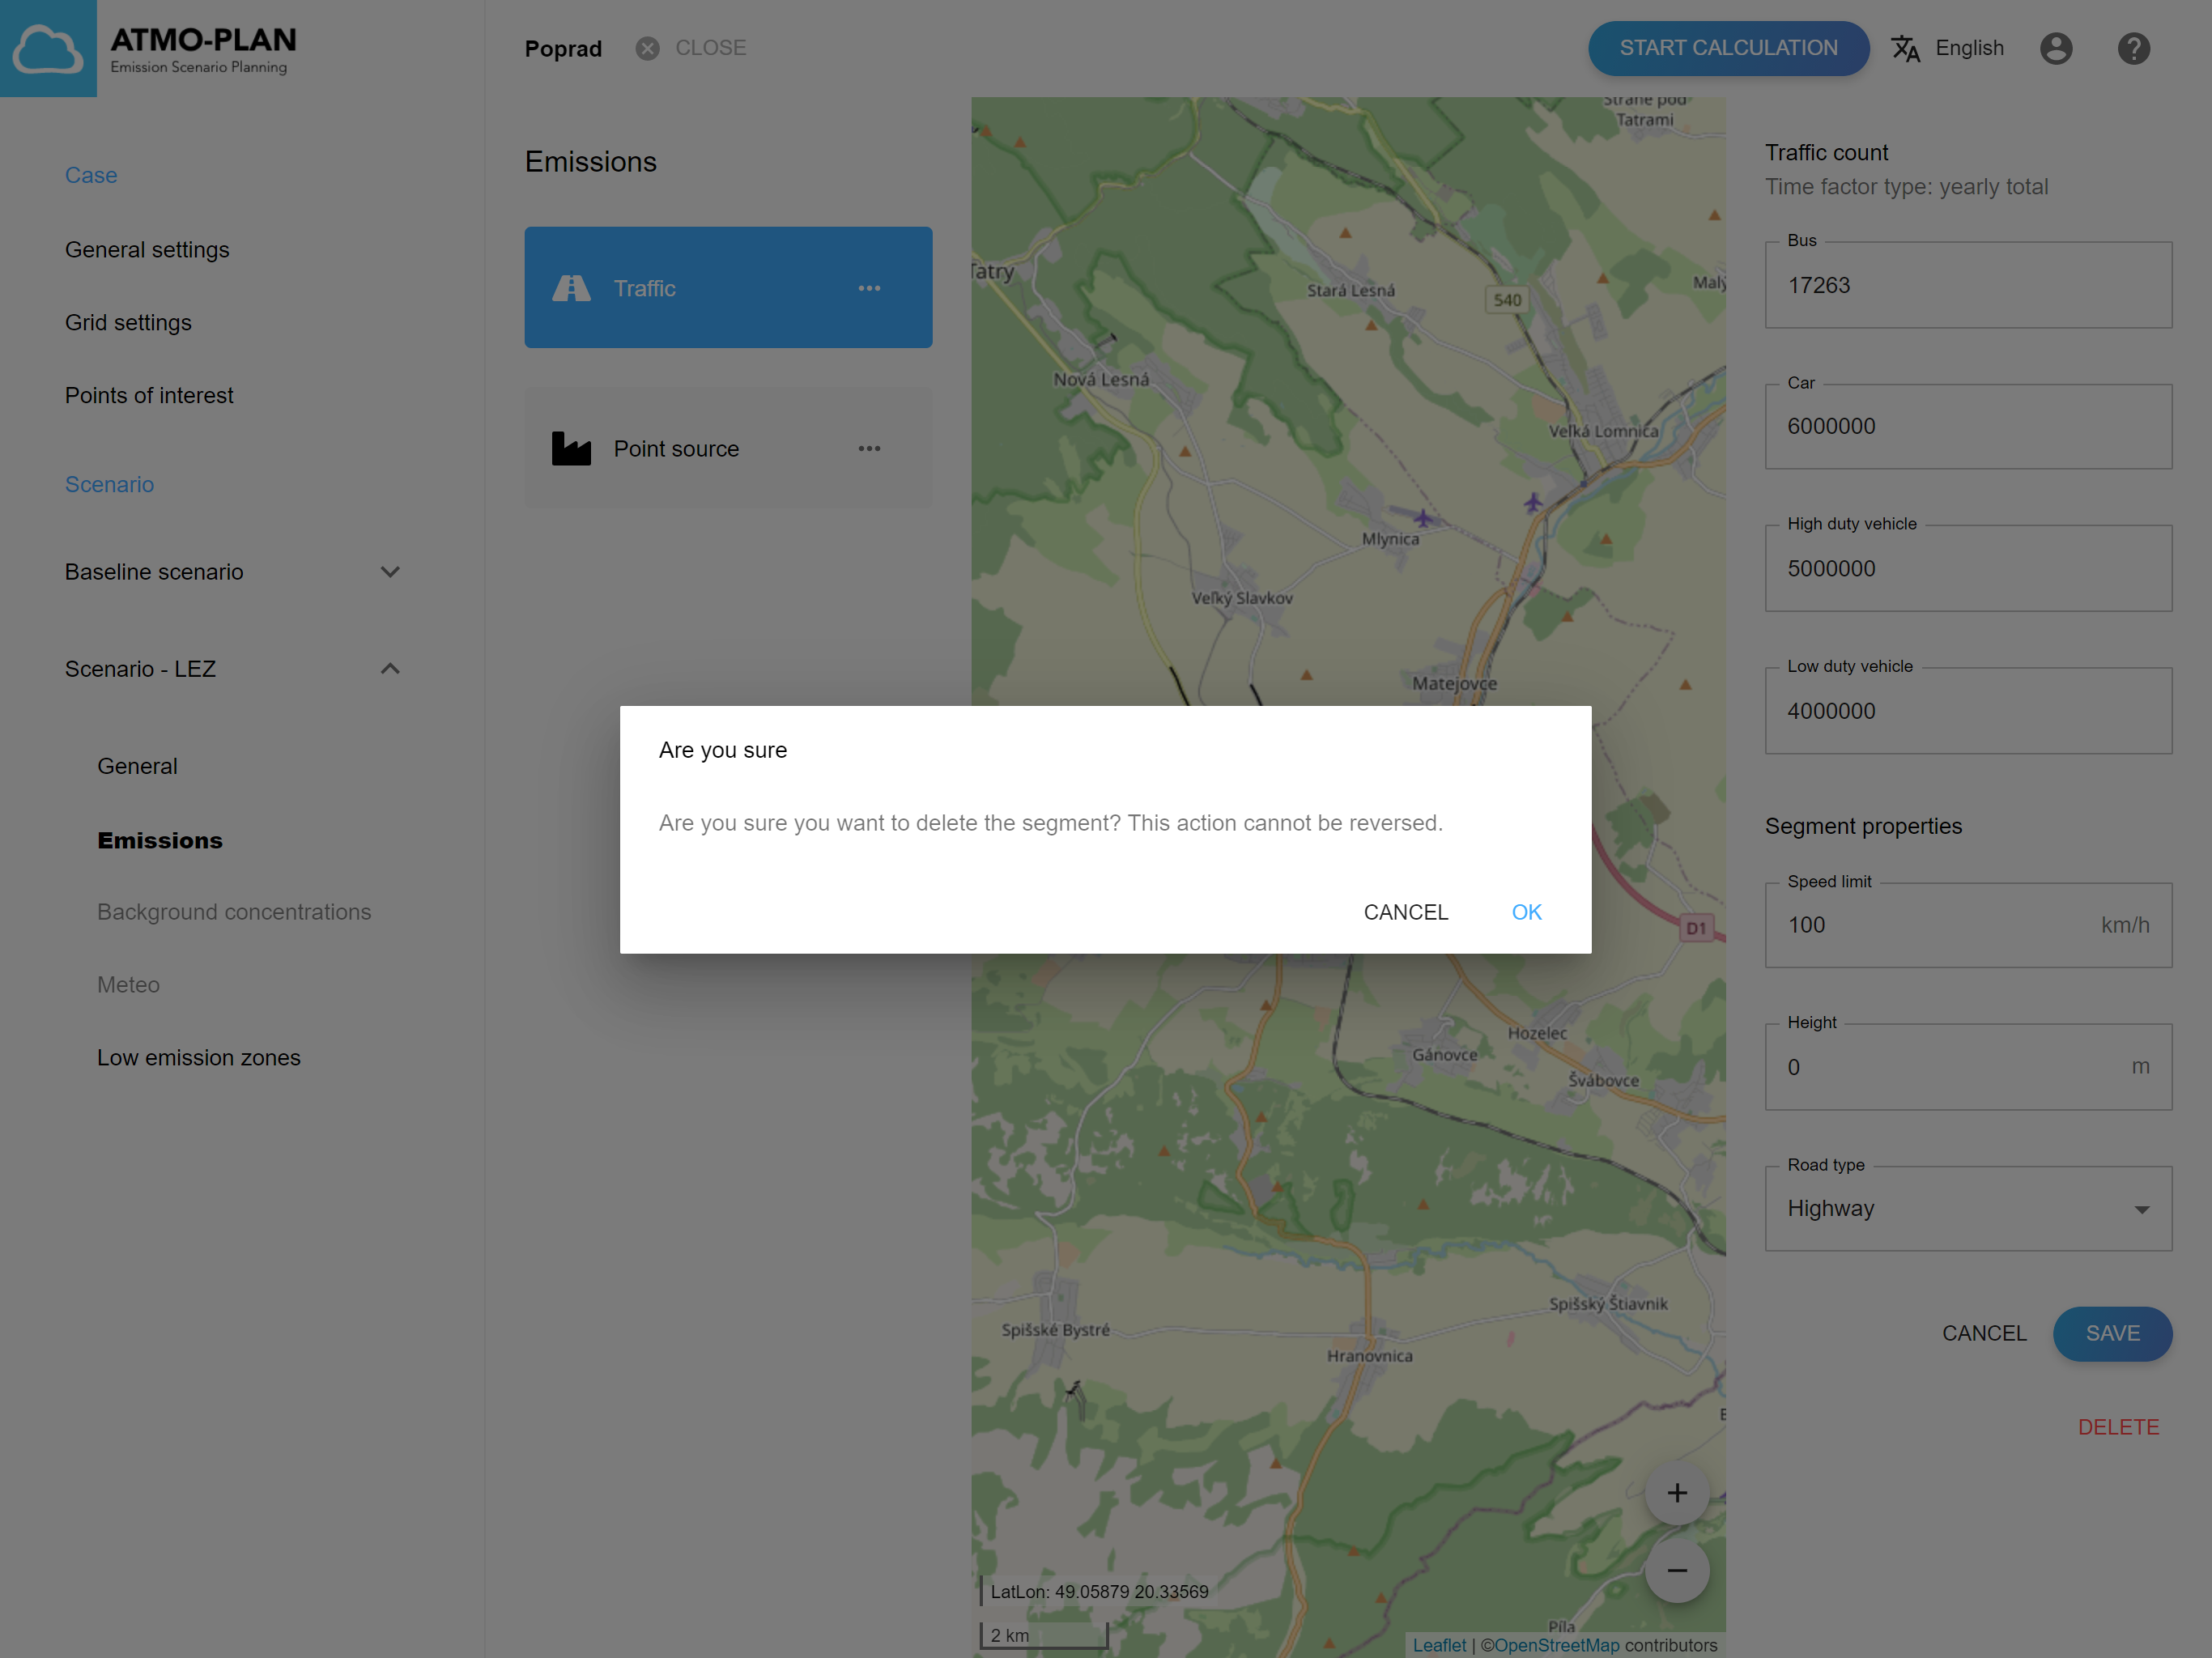 ATMO-PLAN
Emission Scenario Planning
Poprad
CLOSE
START CALCULATION
English
Case
General settings
Grid settings
Points of interest
Scenario
Baseline scenario
Scenario - LEZ
General
Emissions
Background concentrations
Meteo
Low emission zones
Emissions
Traffic
Point source
Stráne pod
Tatrami
Tatry
Stará Lesná
540
Nová Lesná
Veľká Lomnica
Mlynica
Veľký Slavkov
Matejovce
Are you sure
Are you sure you want to delete the segment? This action cannot be reversed.
CANCEL
OK
D1
Hozelec
Gánovce
Švábovce
Spišský Štiavnik
Spišské Bystré
Hranovnica
Píla
+
−
LatLon: 49.05879 20.33569
2 km
Leaflet | ©OpenStreetMap contributors
Traffic count
Time factor type: yearly total
Bus
17263
Car
6000000
High duty vehicle
5000000
Low duty vehicle
4000000
Segment properties
Speed limit
100 km/h
Height
0 m
Road type
Highway
CANCEL
SAVE
DELETE